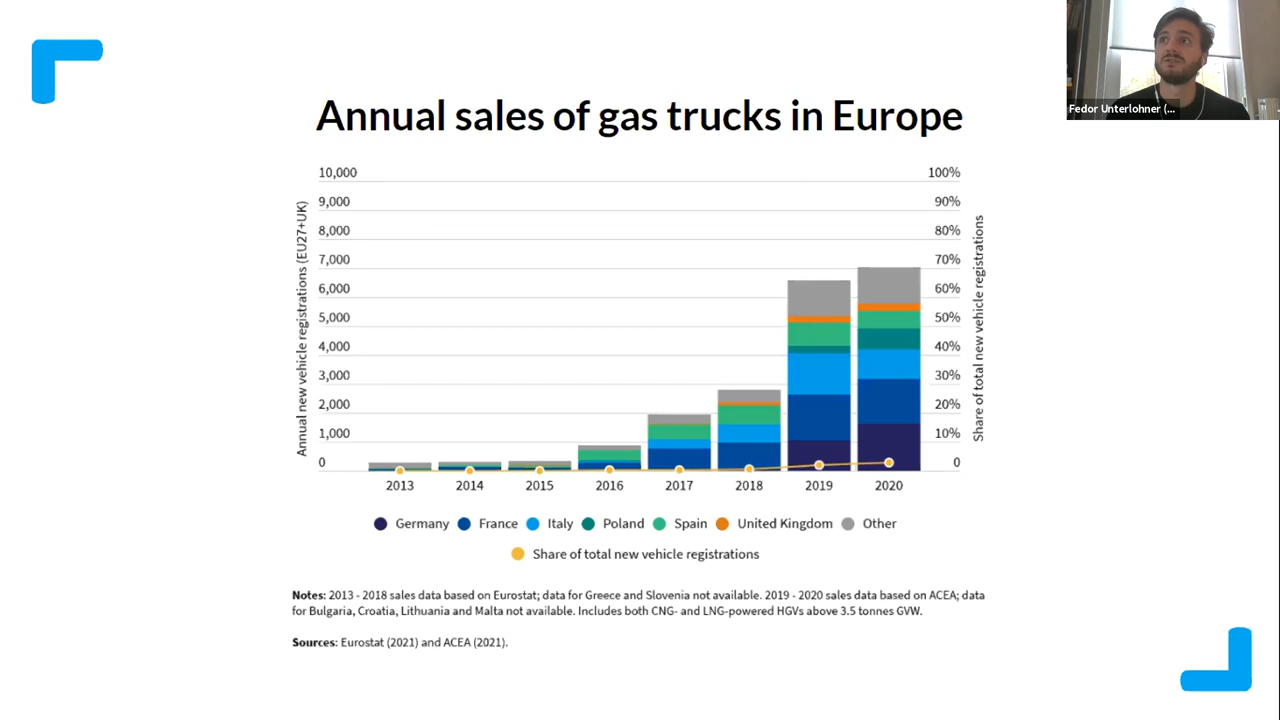 Fedor Unterlohner (...
Annual sales of gas trucks in Europe
10,000
9,000
8,000
7,000
6,000
5,000
4,000
3,000
2,000
1,000
0
Annual new vehicle registrations (EU27+UK)
100%
90%
80%
70%
60%
50%
40%
30%
20%
10%
0
Share of total new vehicle registrations
2013 2014 2015 2016 2017 2018 2019 2020
Germany France Italy Poland Spain United Kingdom Other
Share of total new vehicle registrations
Notes: 2013 - 2018 sales data based on Eurostat; data for Greece and Slovenia not available. 2019 - 2020 sales data based on ACEA; data
for Bulgaria, Croatia, Lithuania and Malta not available. Includes both CNG- and LNG-powered HGVs above 3.5 tonnes GVW.
Sources: Eurostat (2021) and ACEA (2021).